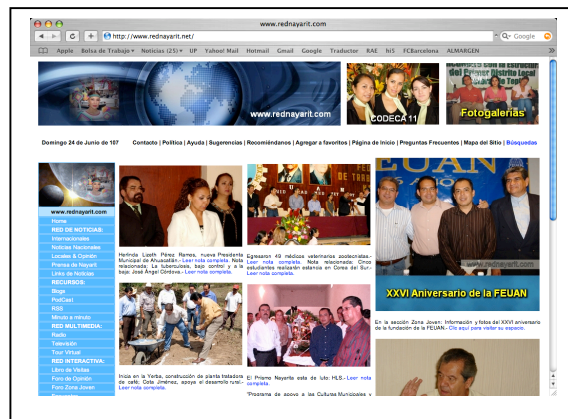 www.rednayarit.com
http://www.rednayarit.net/
Google
Apple Bolsa de Trabajo Noticias (25) UP Yahoo! Mail Hotmail Gmail Google Traductor RAE hi5 FCBarcelona ALMARGEN
www.rednayarit.com
CODECA 11
Fotogalerías
Domingo 24 de Junio de 107
Contacto | Política | Ayuda | Sugerencias | Recomiéndanos | Agregar a favoritos | Página de Inicio | Preguntas Frecuentes | Mapa del Sitio | Búsquedas
www.rednayarit.com
Home
RED DE NOTICIAS:
Internacionales
Noticias Nacionales
Locales & Opinión
Prensa de Nayarit
Links de Noticias
RECURSOS:
Blogs
PodCast
RSS
Minuto a minuto
RED MULTIMEDIA:
Radio
Televisión
Tour Virtual
RED INTERACTIVA:
Libro de Visitas
Foro de Opinión
Foro Zona Joven
Herlinda Lizeth Pérez Ramos, nueva Presidente
Municipal de Ahuacatlán.- Leer nota completa. Nota
relacionada: La tuberculosis, bajo control y a la
baja: José Ángel Córdova.- Leer nota completa.
Inicia en la Yerba, construcción de planta tratadora
de café; Cota Jiménez, apoya el desarrollo rural.-
Leer nota completa.
Egresaron 49 médicos veterinarios zootecnistas.-
Leer nota completa. Nota relacionada: Cinco
estudiantes realizarán estancia en Corea del Sur.-
Leer nota completa.
El Prisma Nayarita esta de luto: HLS.- Leer nota
completa.
"Programa de apoyo a las Culturas Municipales y
FEUAN
www.rednayarit.com
XXVI Aniversario de la FEUAN
En la sección Zona Joven: Información y fotos del XXVI aniversario
de la fundación de la FEUAN.- Clic aquí para visitar su espacio.